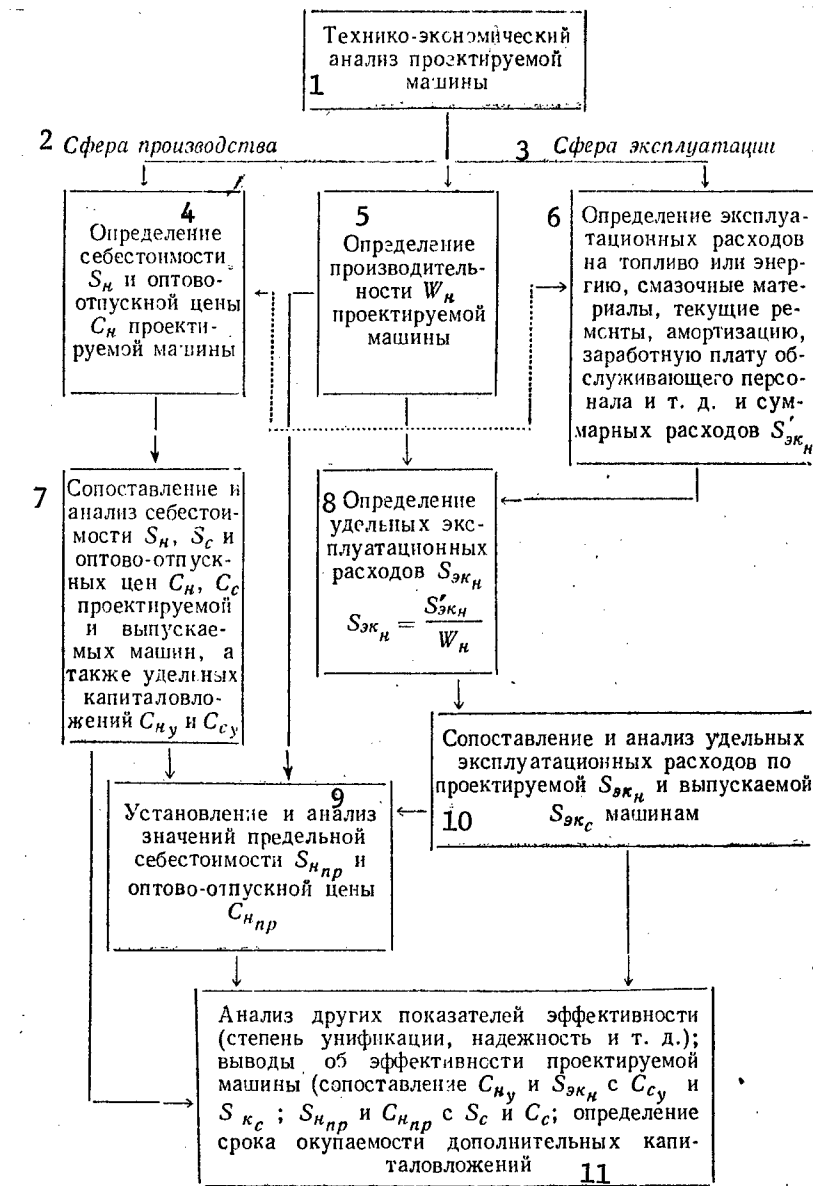 Технико-экономический
анализ проектируемой
1 машины
2 Сфера производства
3 Сфера эксплуатации
4
Определение
себестоимости
Sн и оптово-
отпускной цены
Cн проекти-
руемой машины
5
Определение
производитель-
ности Wн
проектируемой
машины
6 Определение эксплуа-
тационных расходов
на топливо или энер-
гию, смазочные мате-
риалы, текущие ре-
монты, амортизацию,
заработную плату об-
служивающего персо-
нала и т. д. и сум-
марных расходов S′экн
7 Сопоставление и
анализ себестои-
мости Sн, Sс и
оптово-отпуск-
ных цен Cн, Cс
проектируемой
и выпускае-
мых машин, а
также удельных
капиталовло-
жений Cну и Cсу
8 Определение
удельных экс-
плуатационных
расходов Sэкн
Sэкн = S′экн / Wн
9
Установление и анализ
значений предельной
себестоимости Sнпр и
оптово-отпускной цены
Cнпр
Сопоставление и анализ удельных
эксплуатационных расходов по
проектируемой Sэкн и выпускаемой
10 Sэкс машинам
Анализ других показателей эффективности
(степень унификации, надежность и т. д.);
выводы об эффективности проектируемой
машины (сопоставление Cну и Sэкн с Cсу и
S кс ; Sнпр и Cнпр с Sс и Cс; определение
срока окупаемости дополнительных капи-
таловложений 11